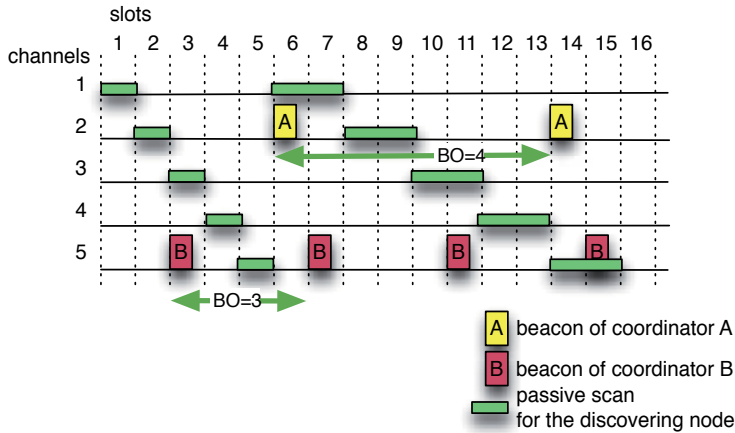 slots
1 2 3 4 5 6 7 8 9 10 11 12 13 14 15 16
channels
1
2 A A
BO=4
3
4
5 B B B B
BO=3
A beacon of coordinator A
B beacon of coordinator B
passive scan
for the discovering node